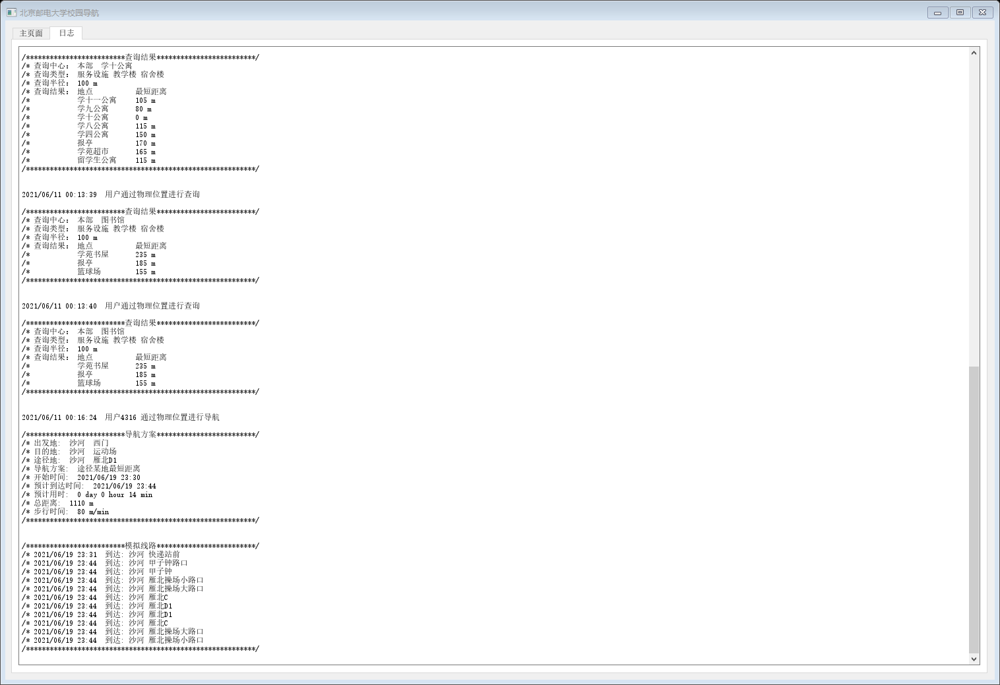 北京邮电大学校园导航
主页面 日志
/*************************查询结果*************************/
/* 查询中心： 本部  学十公寓
/* 查询类型： 服务设施 教学楼 宿舍楼
/* 查询半径： 100 m
/* 查询结果： 地点 最短距离
/* 学十一公寓 105 m
/* 学九公寓 80 m
/* 学十公寓 0 m
/* 学八公寓 115 m
/* 学四公寓 150 m
/* 报亭 170 m
/* 学苑超市 165 m
/* 留学生公寓 115 m
/**********************************************************/
2021/06/11 00:13:39  用户通过物理位置进行查询
/*************************查询结果*************************/
/* 查询中心： 本部  图书馆
/* 查询类型： 服务设施 教学楼 宿舍楼
/* 查询半径： 100 m
/* 查询结果： 地点 最短距离
/* 学苑书屋 235 m
/* 报亭 185 m
/* 篮球场 155 m
/**********************************************************/
2021/06/11 00:13:40  用户通过物理位置进行查询
/*************************查询结果*************************/
/* 查询中心： 本部  图书馆
/* 查询类型： 服务设施 教学楼 宿舍楼
/* 查询半径： 100 m
/* 查询结果： 地点 最短距离
/* 学苑书屋 235 m
/* 报亭 185 m
/* 篮球场 155 m
/**********************************************************/
2021/06/11 00:16:24  用户4316 通过物理位置进行导航
/*************************导航方案*************************/
/* 出发地:  沙河  西门
/* 目的地:  沙河  运动场
/* 途径地:  沙河  雁北D1
/* 导航方案:  途径某地最短距离
/* 开始时间:  2021/06/19 23:30
/* 预计到达时间:  2021/06/19 23:44
/* 预计用时:  0 day 0 hour 14 min
/* 总距离:  1110 m
/* 步行时间:  80 m/min
/**********************************************************/
/*************************模拟线路*************************/
/* 2021/06/19 23:31  到达: 沙河 快递站前
/* 2021/06/19 23:44  到达: 沙河 甲子钟路口
/* 2021/06/19 23:44  到达: 沙河 甲子钟
/* 2021/06/19 23:44  到达: 沙河 雁北操场小路口
/* 2021/06/19 23:44  到达: 沙河 雁北操场大路口
/* 2021/06/19 23:44  到达: 沙河 雁北C
/* 2021/06/19 23:44  到达: 沙河 雁北D1
/* 2021/06/19 23:44  到达: 沙河 雁北D1
/* 2021/06/19 23:44  到达: 沙河 雁北C
/* 2021/06/19 23:44  到达: 沙河 雁北操场大路口
/* 2021/06/19 23:44  到达: 沙河 雁北操场小路口
/**********************************************************/